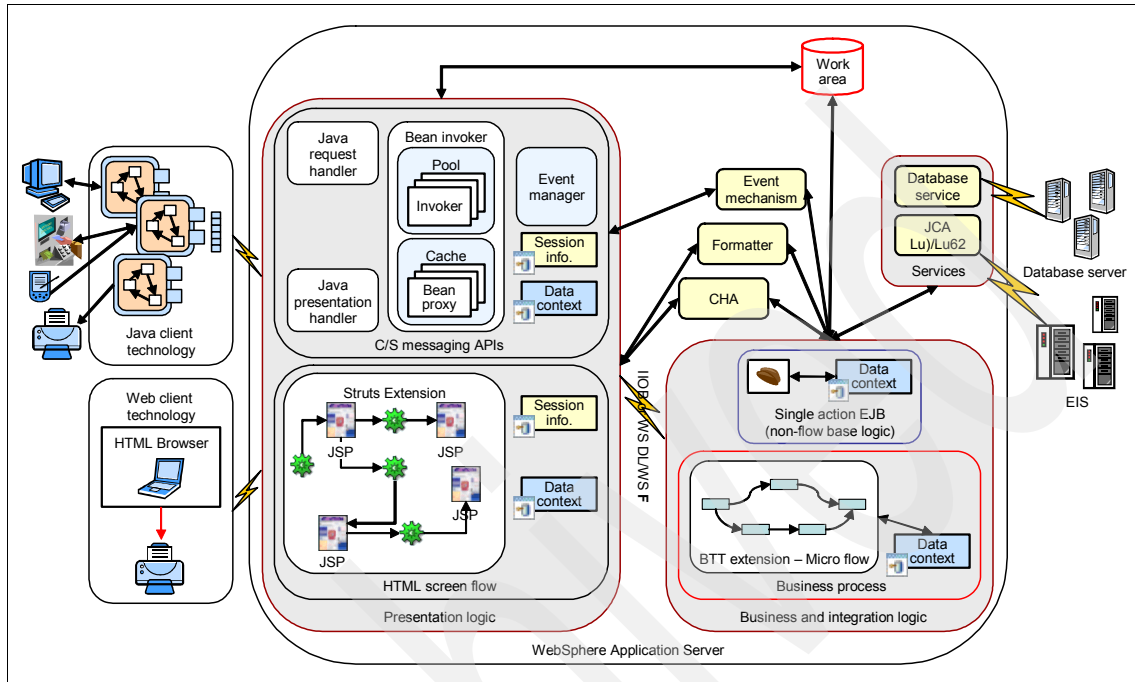 Work
area
Java
request
handler
Bean invoker
Pool
Invoker
Event
manager
Cache
Bean
proxy
Session
info.
Data
context
Java
presentation
handler
C/S messaging APIs
Java client
technology
Web client
technology
HTML Browser
Struts Extension
JSP
JSP
JSP
JSP
Session
info.
Data
context
HTML screen flow
Presentation logic
Event
mechanism
Formatter
CHA
Database
service
JCA
Lu)/Lu62
Services
Database server
EIS
DL/WS F
Data
context
Single action EJB
(non-flow base logic)
BTT extension – Micro flow
Data
context
Business process
Business and integration logic
WebSphere Application Server